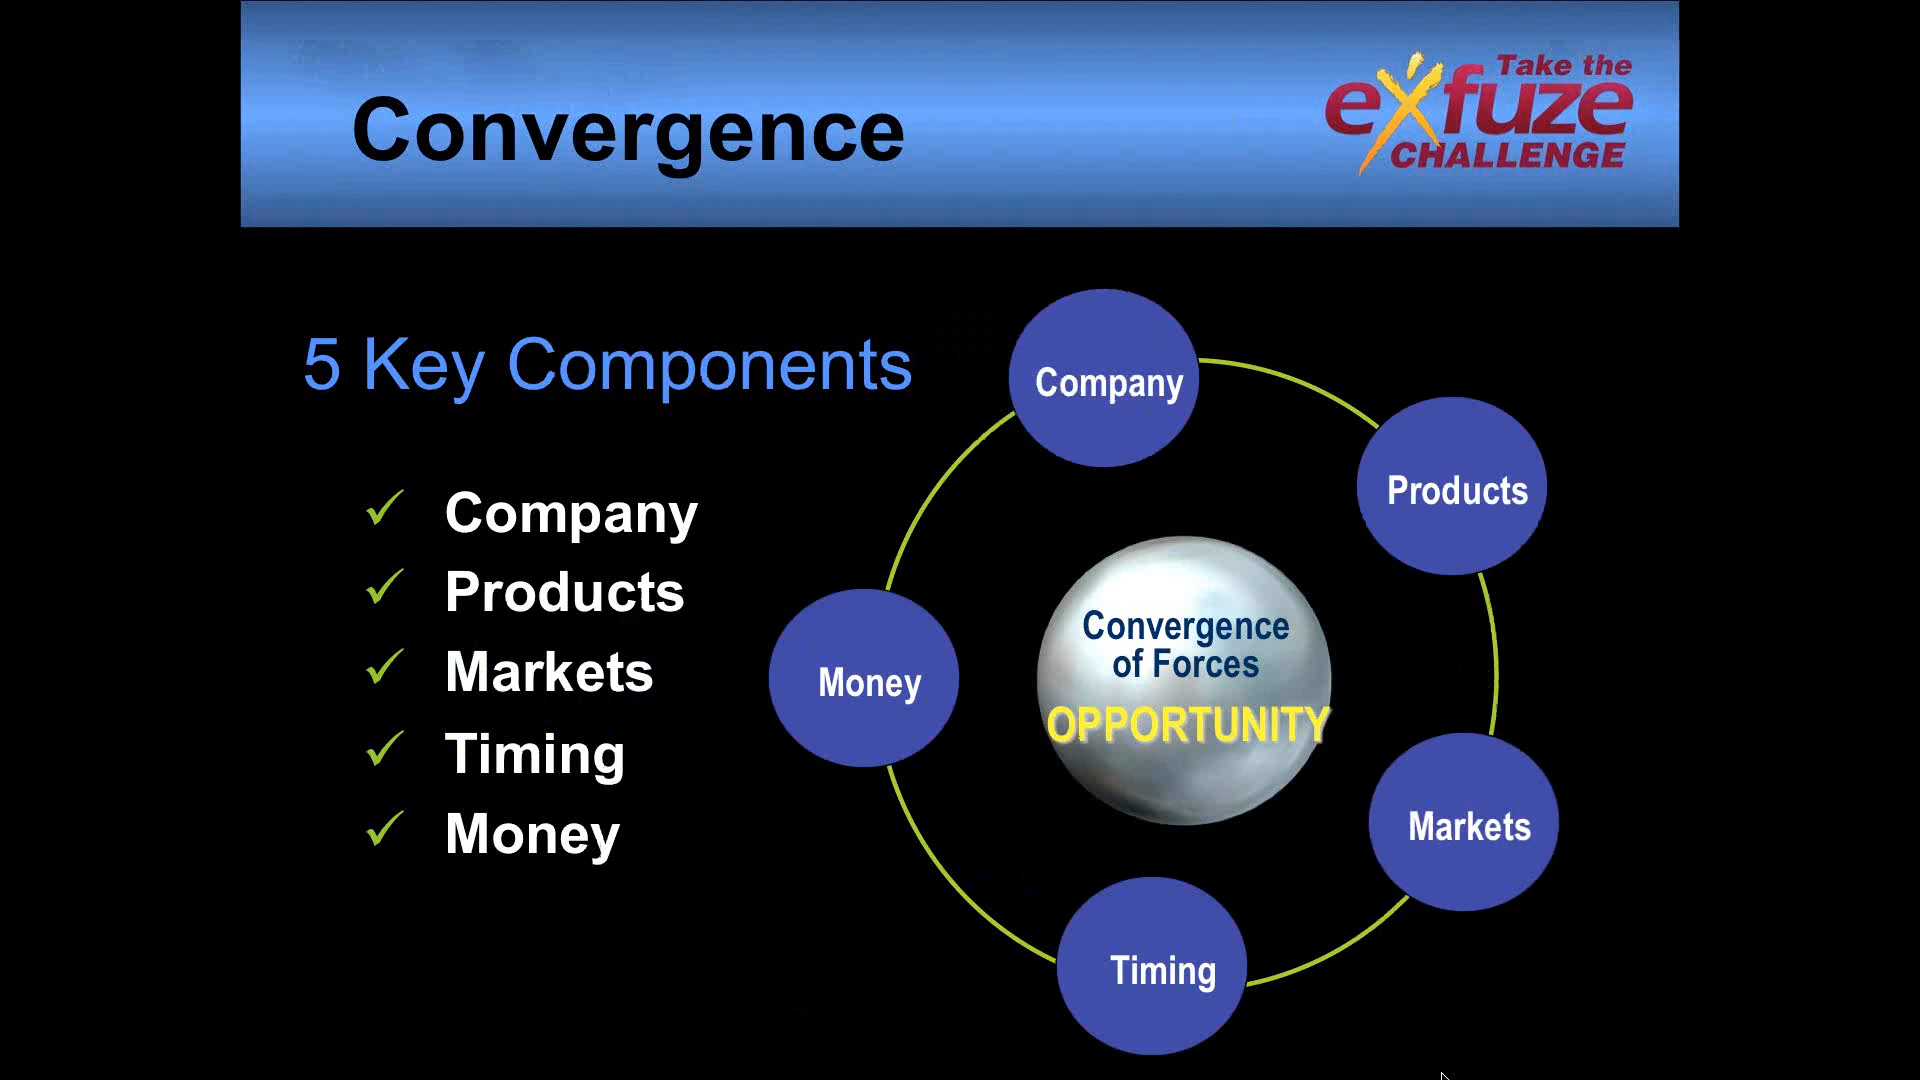 Convergence
Take the
eXfuze
CHALLENGE
5 Key Components
Company
Products
Markets
Timing
Money
Company
Products
Convergence
of Forces
OPPORTUNITY
Money
Markets
Timing